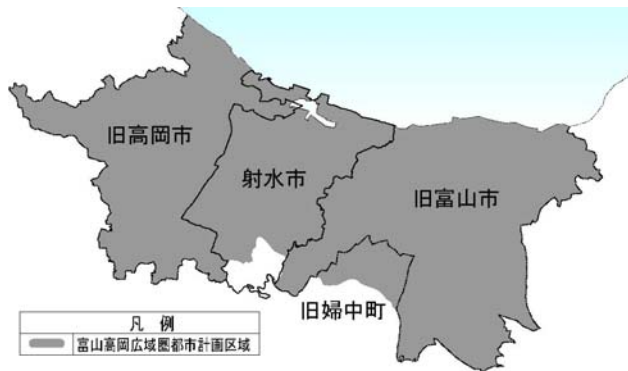 旧高岡市
射水市
旧富山市
旧婦中町
凡 例
富山高岡広域圏都市計画区域